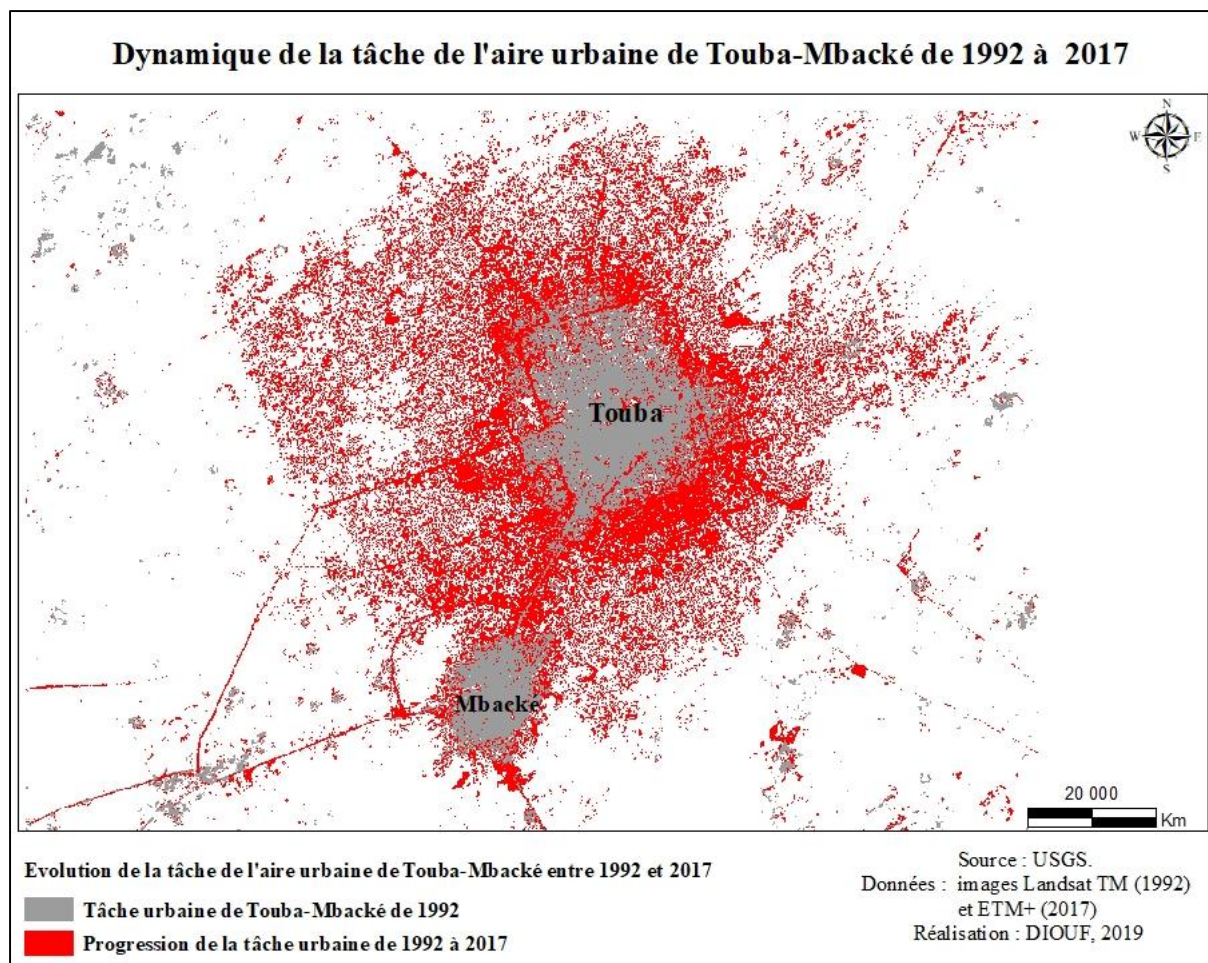 Dynamique de la tâche de l'aire urbaine de Touba-Mbacké de 1992 à 2017
N
W E
S
Touba
Mbacké
20 000
Km
Evolution de la tâche de l'aire urbaine de Touba-Mbacké entre 1992 et 2017
Tâche urbaine de Touba-Mbacké de 1992
Progression de la tâche urbaine de 1992 à 2017
Source : USGS.
Données : images Landsat TM (1992)
et ETM+ (2017)
Réalisation : DIOUF, 2019